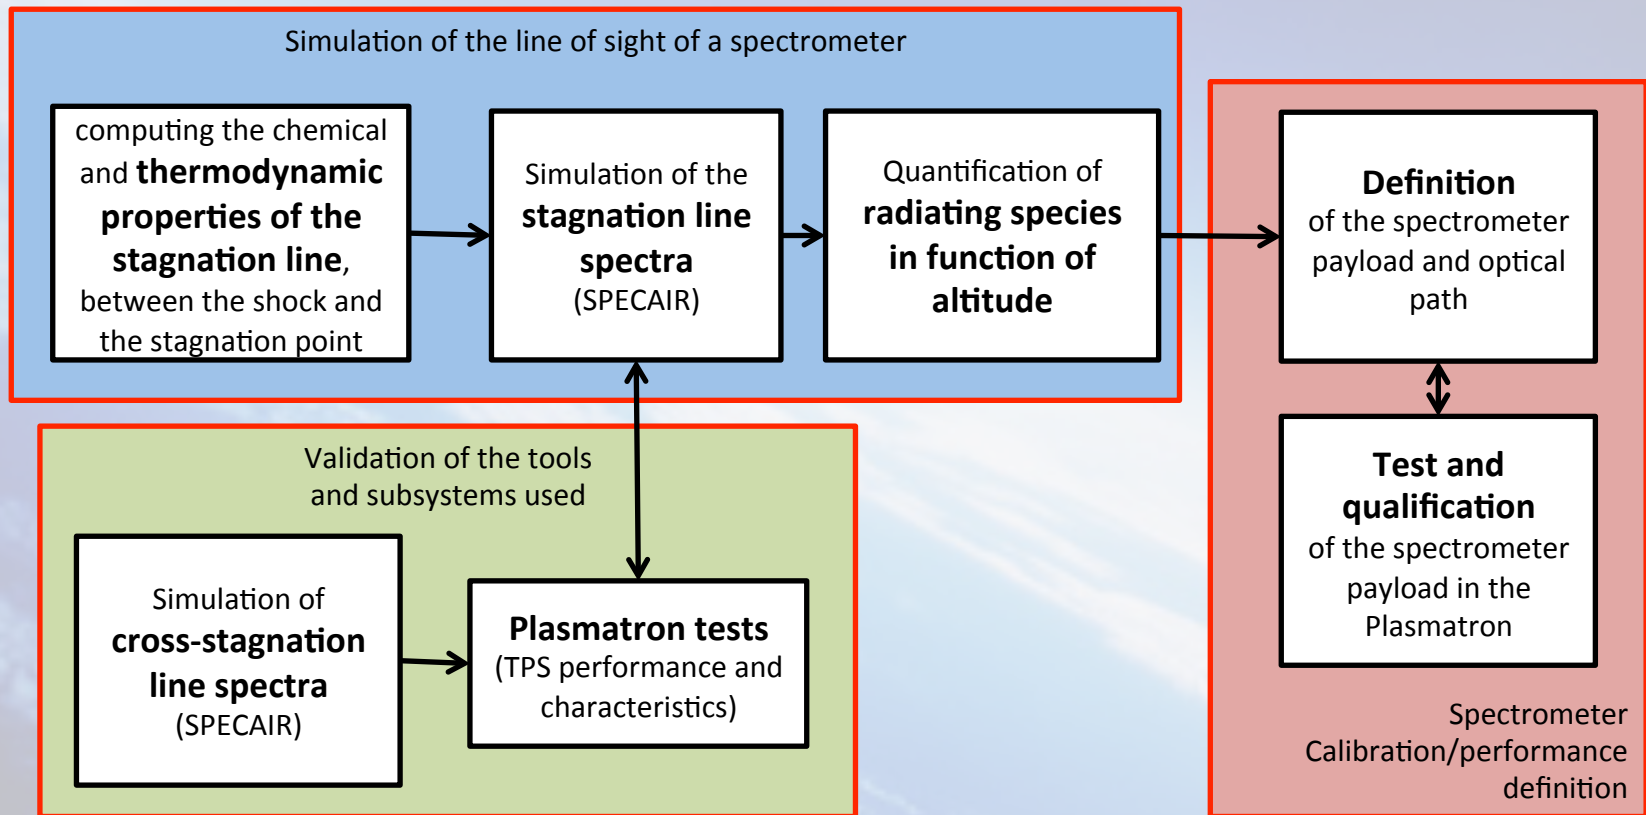 Simulation of the line of sight of a spectrometer
computing the chemical
and thermodynamic
properties of the
stagnation line,
between the shock and
the stagnation point
Simulation of the
stagnation line
spectra
(SPECAIR)
Quantification of
radiating species
in function of
altitude
Definition
of the spectrometer
payload and optical
path
Test and
qualification
of the spectrometer
payload in the
Plasmatron
Spectrometer
Calibration/performance
definition
Validation of the tools
and subsystems used
Simulation of
cross-stagnation
line spectra
(SPECAIR)
Plasmatron tests
(TPS performance and
characteristics)